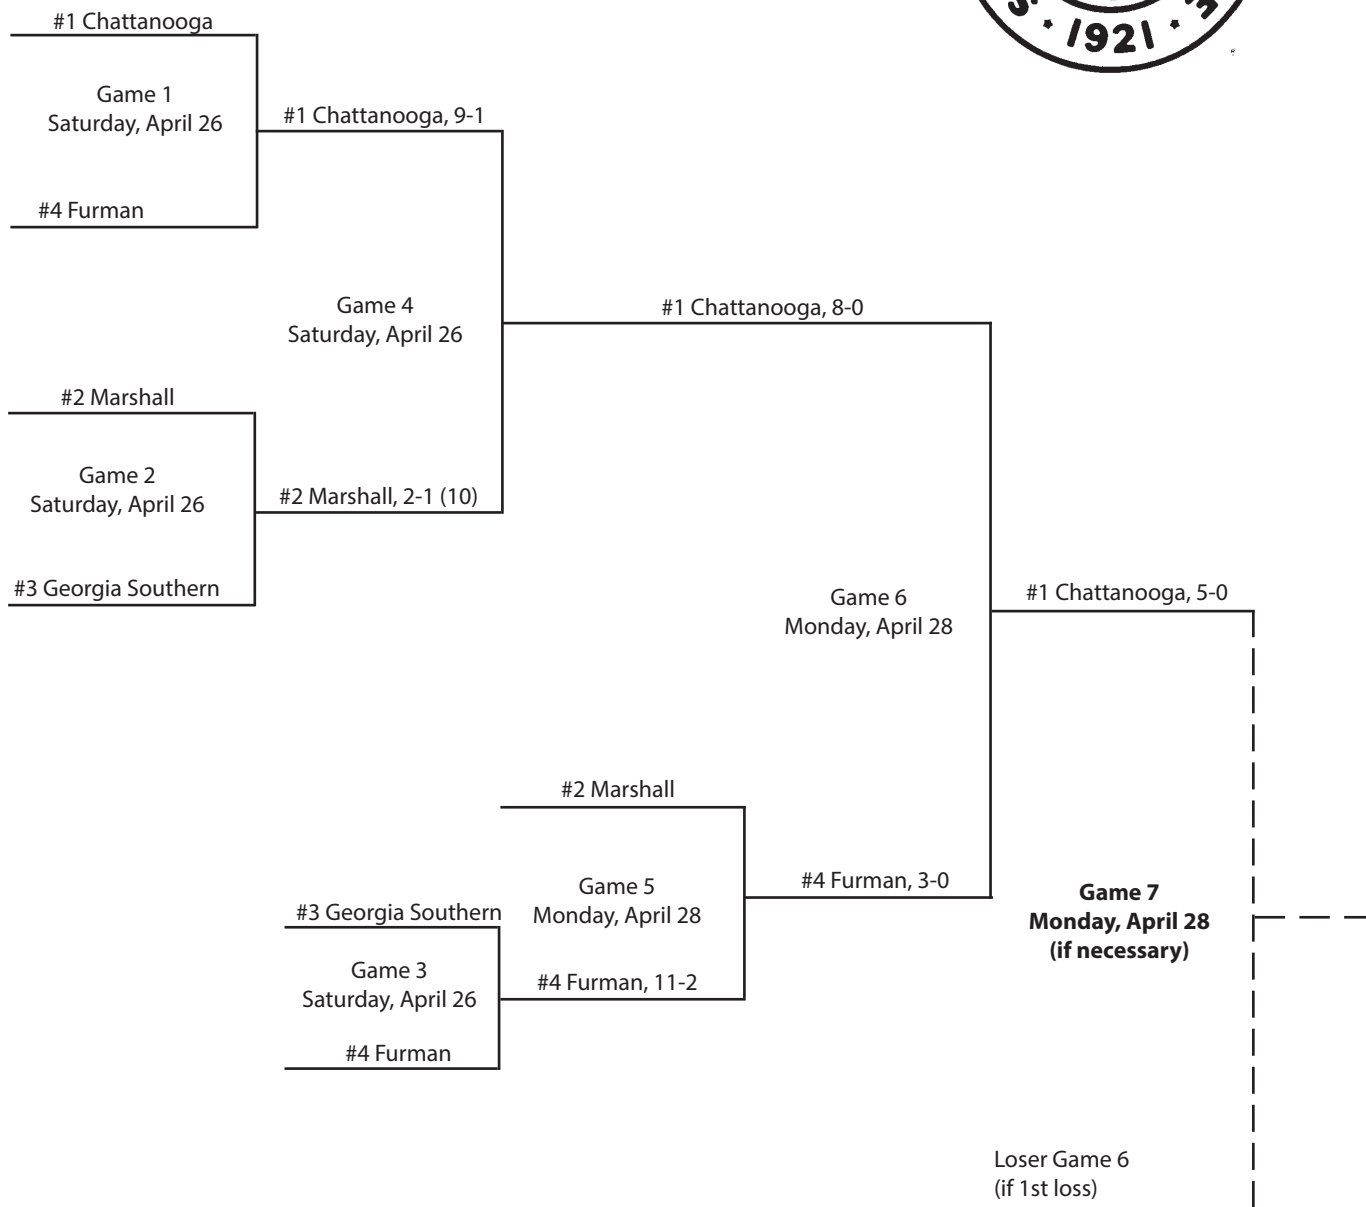 #1 Chattanooga
Game 1
Saturday, April 26
#4 Furman
#1 Chattanooga, 9-1
1921
Game 4
Saturday, April 26
#1 Chattanooga, 8-0
#2 Marshall
Game 2
Saturday, April 26
#3 Georgia Southern
#2 Marshall, 2-1 (10)
Game 6
Monday, April 28
#1 Chattanooga, 5-0
#2 Marshall
Game 5
Monday, April 28
#4 Furman, 3-0
#3 Georgia Southern
Game 3
Saturday, April 26
#4 Furman
#4 Furman, 11-2
Game 7
Monday, April 28
(if necessary)
Loser Game 6
(if 1st loss)